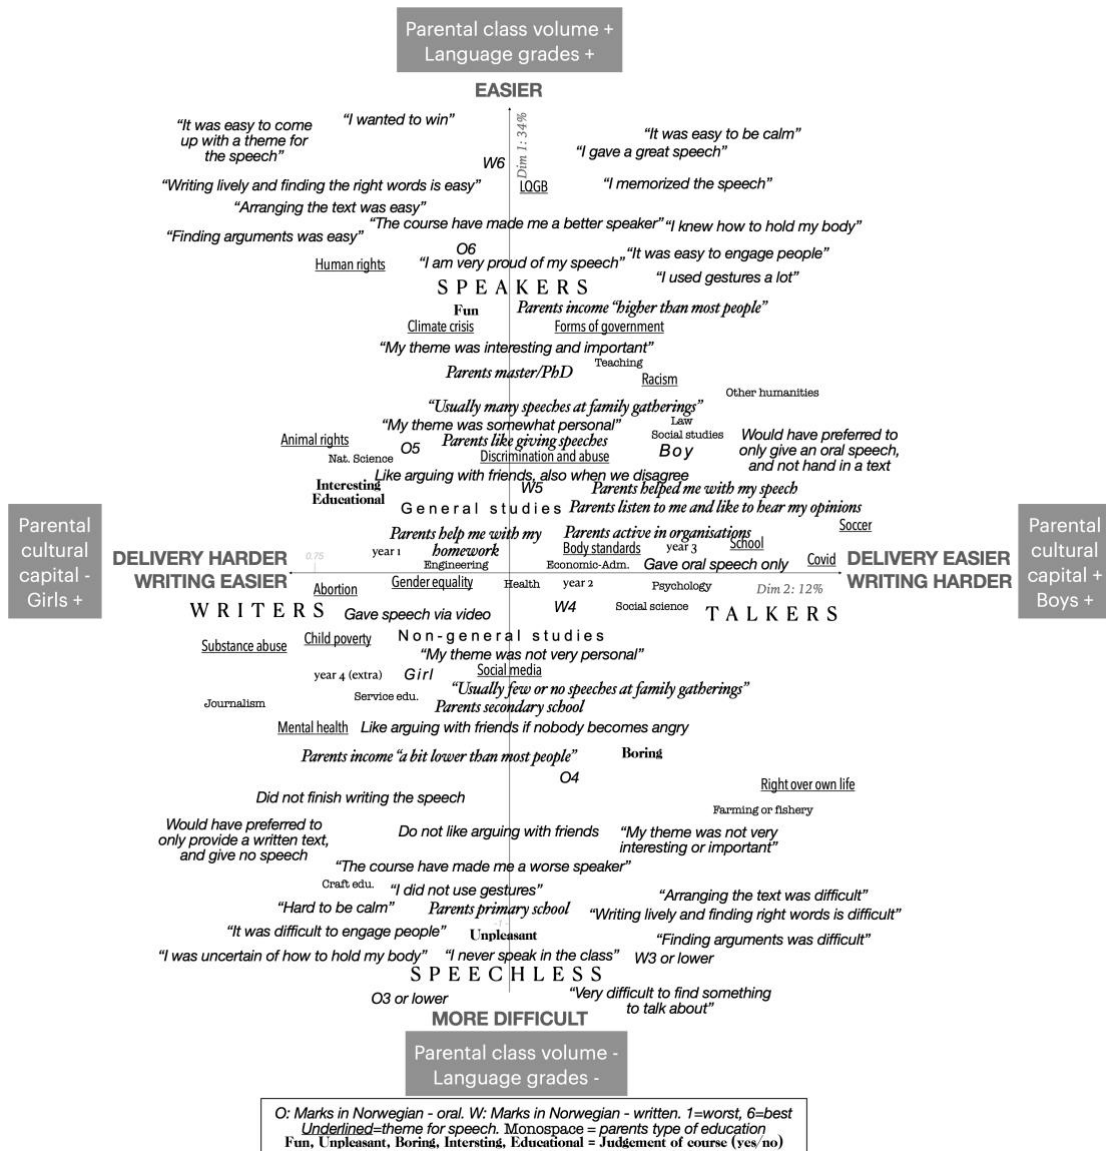 Parental class volume +
Language grades +
EASIER
“I wanted to win”
“It was easy to come
up with a theme for
the speech”
“It was easy to be calm”
Dim 1: 34%
“I gave a great speech”
W6
“Writing lively and finding the right words is easy”
LQGB
“I memorized the speech”
“Arranging the text was easy”
“The course have made me a better speaker”
“I knew how to hold my body”
“Finding arguments was easy”
O6
“It was easy to engage people”
Human rights
“I am very proud of my speech”
“I used gestures a lot”
SPEAKERS
Fun
Parents income “higher than most people”
Climate crisis
Forms of government
“My theme was interesting and important”
Teaching
Parents master/PhD
Racism
Other humanities
“Usually many speeches at family gatherings”
“My theme was somewhat personal”
Law
Animal rights
O5
Parents like giving speeches
Social studies
Would have preferred to
only give an oral speech,
and not hand in a text
Boy
Nat. Science
Discrimination and abuse
Like arguing with friends, also when we disagree
Interesting
Educational
W5
Parents helped me with my speech
General studies
Parents listen to me and like to hear my opinions
Parental
cultural
capital -
Girls +
Soccer
Parental
cultural
capital +
Boys +
Parents help me with my
homework
Parents active in organisations
School
year 1
Body standards
year 3
DELIVERY HARDER
WRITING EASIER
0.75
Engineering
Economic-Adm.
Gave oral speech only
Covid
DELIVERY EASIER
WRITING HARDER
Abortion
Gender equality
Health
year 2
Psychology
Dim 2: 12%
WRITERS
Gave speech via video
W4
Social science
TALKERS
Non-general studies
Substance abuse
Child poverty
“My theme was not very personal”
year 4 (extra)
Girl
Social media
“Usually few or no speeches at family gatherings”
Journalism
Service edu.
Parents secondary school
Mental health
Like arguing with friends if nobody becomes angry
Parents income “a bit lower than most people”
Boring
O4
Right over own life
Did not finish writing the speech
Farming or fishery
Would have preferred to
only provide a written text,
and give no speech
Do not like arguing with friends
“My theme was not very
interesting or important”
“The course have made me a worse speaker”
Craft edu.
“I did not use gestures”
“Arranging the text was difficult”
“Hard to be calm”
Parents primary school
“Writing lively and finding right words is difficult”
-1
“It was difficult to engage people”
Unpleasant
“Finding arguments was difficult”
“I was uncertain of how to hold my body”
“I never speak in the class”
W3 or lower
SPEECHLESS
O3 or lower
“Very difficult to find something
to talk about”
MORE DIFFICULT
Parental class volume -
Language grades -
O: Marks in Norwegian - oral. W: Marks in Norwegian - written. 1=worst, 6=best
Underlined=theme for speech. Monospace = parents type of education
Fun, Unpleasant, Boring, Intersting, Educational = Judgement of course (yes/no)